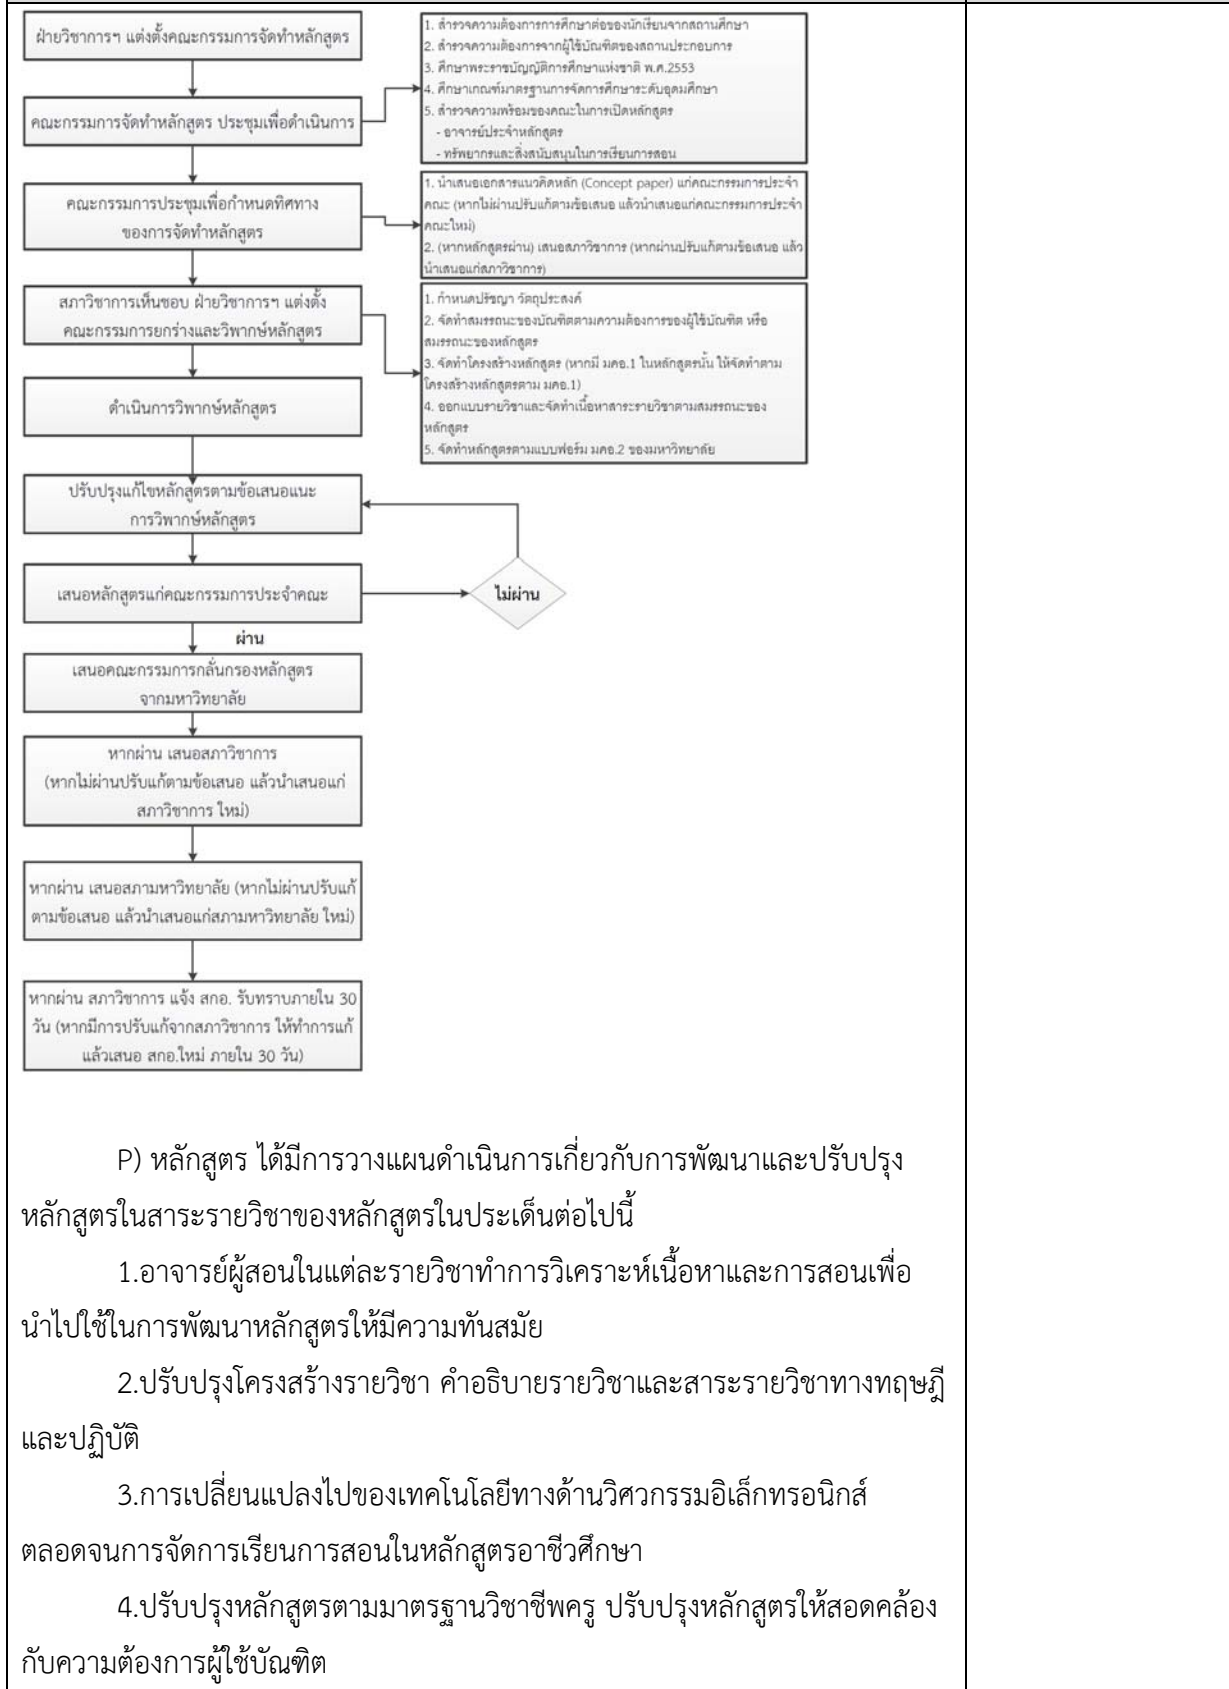 ฝ่ายวิชาการฯ แต่งตั้งคณะกรรมการจัดทำหลักสูตร
คณะกรรมการจัดทำหลักสูตร ประชุมเพื่อดำเนินการ
1. สำรวจความต้องการการศึกษาต่อของนักเรียนจากสถานศึกษา
2. สำรวจความต้องการจากผู้ใช้บัณฑิตของสถานประกอบการ
3. ศึกษาพระราชบัญญัติการศึกษาแห่งชาติ พ.ศ.2553
4. ศึกษาเกณฑ์มาตรฐานการจัดการศึกษาระดับอุดมศึกษา
5. สำรวจความพร้อมของคณะในการเปิดหลักสูตร
- อาจารย์ประจำหลักสูตร
- ทรัพยากรและสิ่งสนับสนุนในการเรียนการสอน
คณะกรรมการประชุมเพื่อกำหนดทิศทาง
ของการจัดทำหลักสูตร
1. นำเสนอเอกสารแนวคิดหลัก (Concept paper) แก่คณะกรรมการประจำ
คณะ (หากไม่ผ่านปรับแก้ตามข้อเสนอ แล้วนำเสนอแก่คณะกรรมการประจำ
คณะใหม่)
2. (หากหลักสูตรผ่าน) เสนอสภาวิชาการ (หากผ่านปรับแก้ตามข้อเสนอ แล้ว
นำเสนอแก่สภาวิชาการ)
สภาวิชาการเห็นชอบ ฝ่ายวิชาการฯ แต่งตั้ง
คณะกรรมการยกร่างและวิพากษ์หลักสูตร
1. กำหนดปรัชญา วัตถุประสงค์
2. จัดทำสมรรถนะของบัณฑิตตามความต้องการของผู้ใช้บัณฑิต หรือ
สมรรถนะของหลักสูตร
3. จัดทำโครงสร้างหลักสูตร (หากมี มคอ.1 ในหลักสูตรนั้น ให้จัดทำตาม
โครงสร้างหลักสูตรตาม มคอ.1)
4. ออกแบบรายวิชาและจัดทำเนื้อหาสาระรายวิชาตามสมรรถนะของ
หลักสูตร
5. จัดทำหลักสูตรตามแบบฟอร์ม มคอ.2 ของมหาวิทยาลัย
ดำเนินการวิพากษ์หลักสูตร
ปรับปรุงแก้ไขหลักสูตรตามข้อเสนอแนะ
การวิพากษ์หลักสูตร
เสนอหลักสูตรแก่คณะกรรมการประจำคณะ
ไม่ผ่าน
ผ่าน
เสนอคณะกรรมการกลั่นกรองหลักสูตร
จากมหาวิทยาลัย
หากผ่าน เสนอสภาวิชาการ
(หากไม่ผ่านปรับแก้ตามข้อเสนอ แล้วนำเสนอแก่
สภาวิชาการ ใหม่)
หากผ่าน เสนอสภามหาวิทยาลัย (หากไม่ผ่านปรับแก้
ตามข้อเสนอ แล้วนำเสนอแก่สภามหาวิทยาลัย ใหม่)
หากผ่าน สภาวิชาการ แจ้ง สกอ. รับทราบภายใน 30
วัน (หากมีการปรับแก้จากสภาวิชาการ ให้ทำการแก้
แล้วเสนอ สกอ.ใหม่ ภายใน 30 วัน)
P) หลักสูตร ได้มีการวางแผนดำเนินการเกี่ยวกับการพัฒนาและปรับปรุง
หลักสูตรในสาระรายวิชาของหลักสูตรในประเด็นต่อไปนี้
1.อาจารย์ผู้สอนในแต่ละรายวิชาทำการวิเคราะห์เนื้อหาและการสอนเพื่อ
นำไปใช้ในการพัฒนาหลักสูตรให้มีความทันสมัย
2.ปรับปรุงโครงสร้างรายวิชา คำอธิบายรายวิชาและสาระรายวิชาทางทฤษฎี
และปฏิบัติ
3.การเปลี่ยนแปลงไปของเทคโนโลยีทางด้านวิศวกรรมอิเล็กทรอนิกส์
ตลอดจนการจัดการเรียนการสอนในหลักสูตรอาชีวศึกษา
4.ปรับปรุงหลักสูตรตามมาตรฐานวิชาชีพครู ปรับปรุงหลักสูตรให้สอดคล้อง
กับความต้องการผู้ใช้บัณฑิต